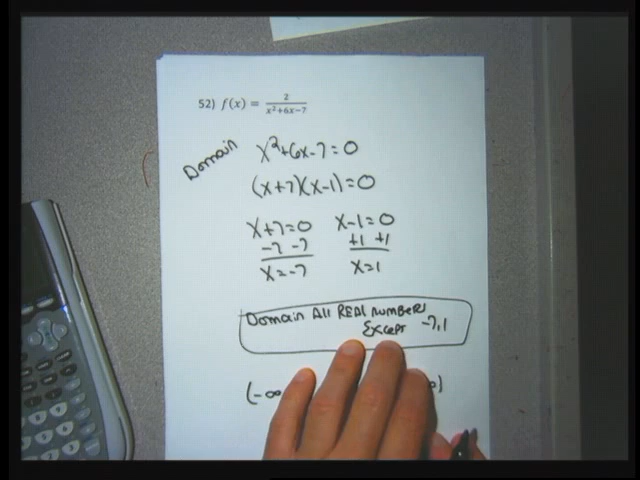 52) f(x) = 2 / x²+6x−7
Domain
x²+6x-7=0
(x+7)(x-1)=0
x+7=0 x-1=0
-7 -7 +1 +1
x=-7 x=1
Domain All REAL numbers
Except -7,1
(-∞ )